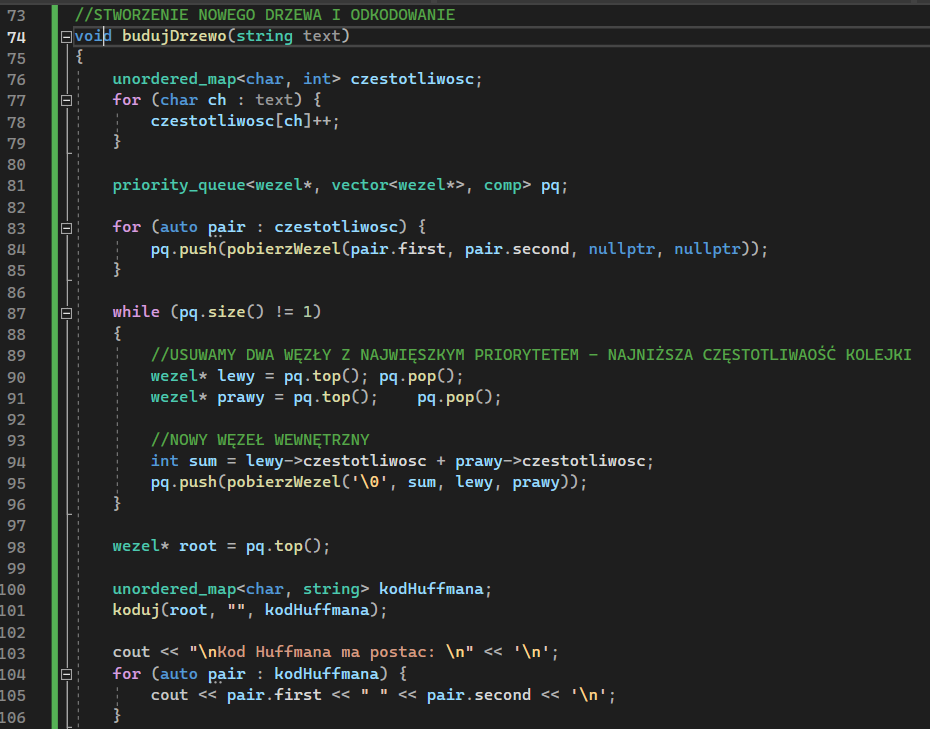 73 //STWORZENIE NOWEGO DRZEWA I ODKODOWANIE
74 void budujDrzewo(string text)
75 {
76 unordered_map<char, int> czestotliwosc;
77 for (char ch : text) {
78 czestotliwosc[ch]++;
79 }
80
81 priority_queue<wezel*, vector<wezel*>, comp> pq;
82
83 for (auto pair : czestotliwosc) {
84 pq.push(pobierzWezel(pair.first, pair.second, nullptr, nullptr));
85 }
86
87 while (pq.size() != 1)
88 {
89 //USUWAMY DWA WĘZŁY Z NAJWIĘSZKYM PRIORYTETEM – NAJNIŻSZA CZĘSTOTLIWAOŚĆ KOLEJKI
90 wezel* lewy = pq.top(); pq.pop();
91 wezel* prawy = pq.top();    pq.pop();
92
93 //NOWY WĘZEŁ WEWNĘTRZNY
94 int sum = lewy->czestotliwosc + prawy->czestotliwosc;
95 pq.push(pobierzWezel('\0', sum, lewy, prawy));
96 }
97
98 wezel* root = pq.top();
99
100 unordered_map<char, string> kodHuffmana;
101 koduj(root, "", kodHuffmana);
102
103 cout << "\nKod Huffmana ma postac: \n" << '\n';
104 for (auto pair : kodHuffmana) {
105 cout << pair.first << " " << pair.second << '\n';
106 }